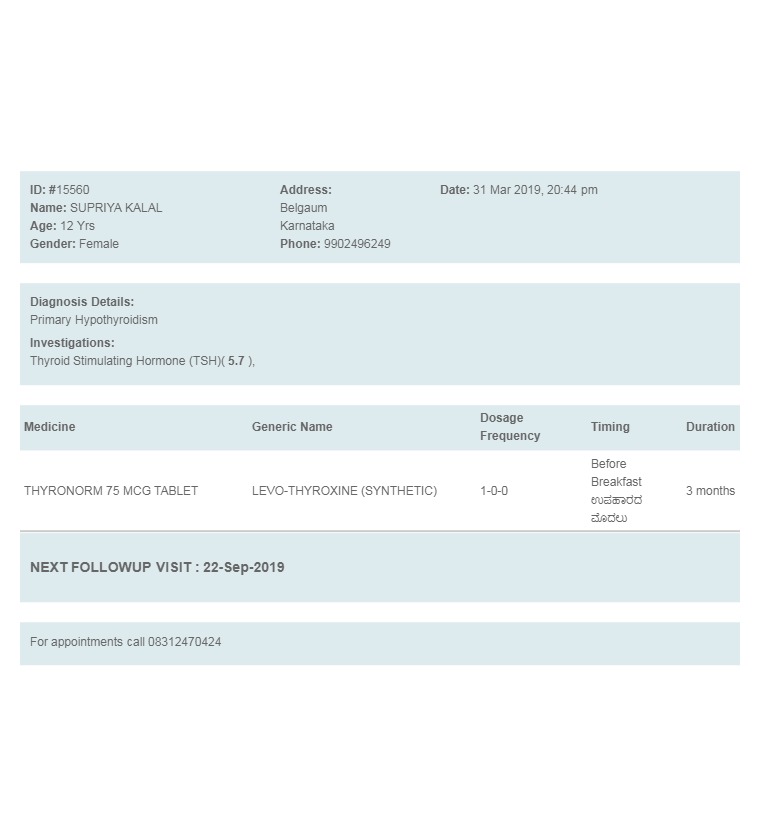 ID: #15560
Name: SUPRIYA KALAL
Age: 12 Yrs
Gender: Female
Address:
Belgaum
Karnataka
Phone: 9902496249
Date: 31 Mar 2019, 20:44 pm
Diagnosis Details:
Primary Hypothyroidism
Investigations:
Thyroid Stimulating Hormone (TSH)( 5.7 ),
Medicine Generic Name Dosage Frequency Timing Duration
THYRONORM 75 MCG TABLET LEVO-THYROXINE (SYNTHETIC) 1-0-0 Before Breakfast ಉಪಹಾರದ ಮೊದಲು 3 months
NEXT FOLLOWUP VISIT : 22-Sep-2019
For appointments call 08312470424